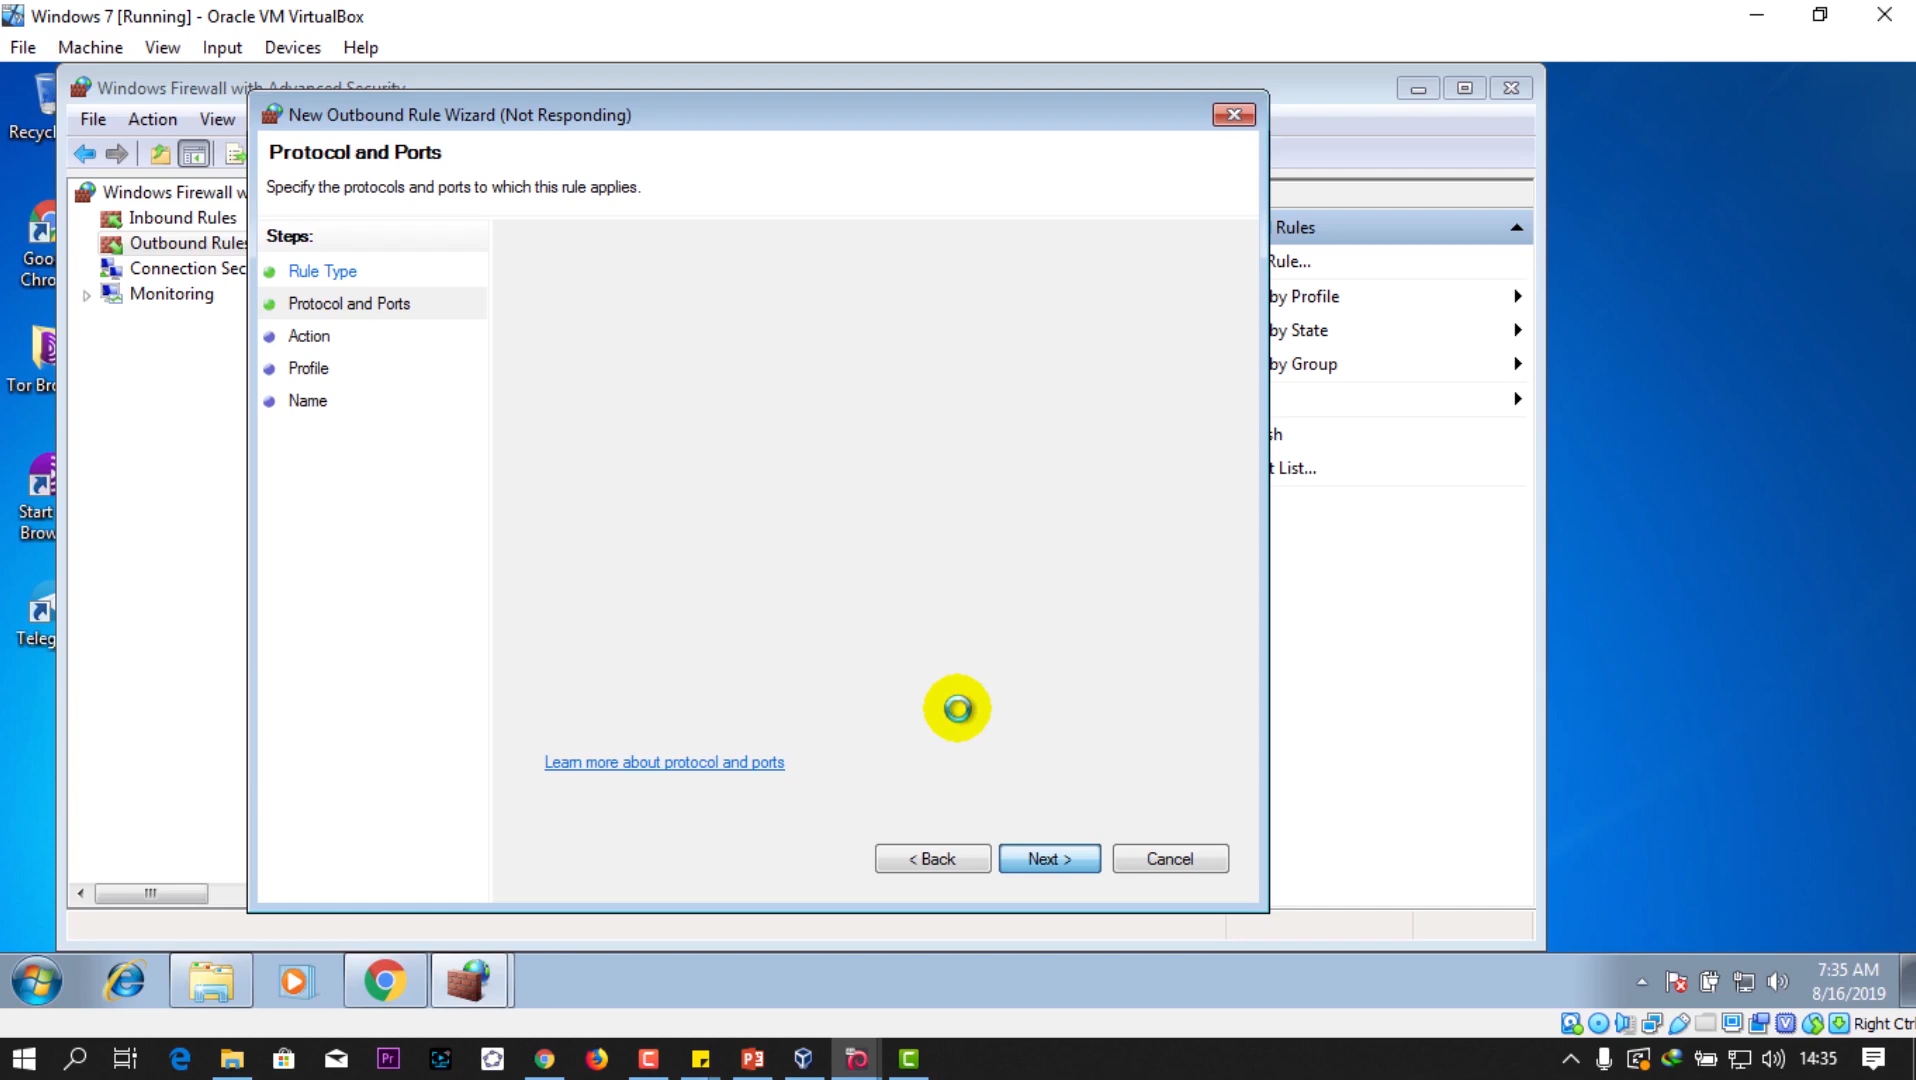 Windows 7 [Running] - Oracle VM VirtualBox
File Machine View Input Devices Help
Windows Firewall with Advanced Security
File Action View
New Outbound Rule Wizard (Not Responding)
Protocol and Ports
Specify the protocols and ports to which this rule applies.
Steps:
Rule Type
Protocol and Ports
Action
Profile
Name
Learn more about protocol and ports
< Back
Next >
Cancel
Windows Firewall w
Inbound Rules
Outbound Rules
Connection Sec
Monitoring
Rules
Rule...
by Profile
by State
by Group
sh
t List...
Recycl
Goo
Chro
Tor Bro
Start
Brow
Teleg
7:35 AM
8/16/2019
Right Ctrl
14:35